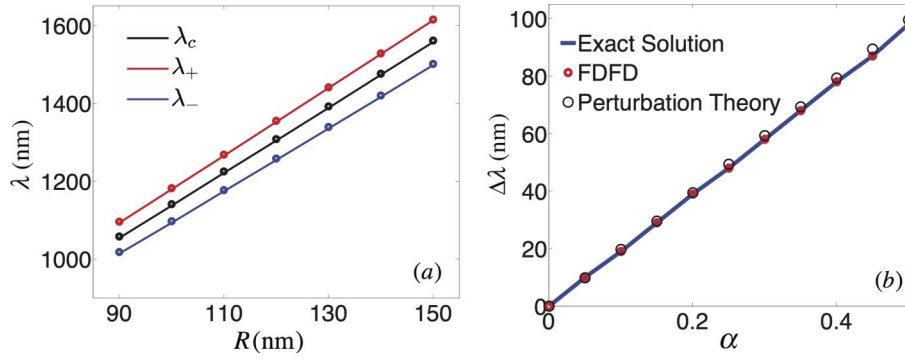 1600
1400
1200
1000
λ (nm)
λ_c
λ_+
λ_−
90
110
130
150
R(nm)
(a)
100
80
60
40
20
0
Δλ (nm)
Exact Solution
FDFD
Perturbation Theory
0
0.2
0.4
α
(b)